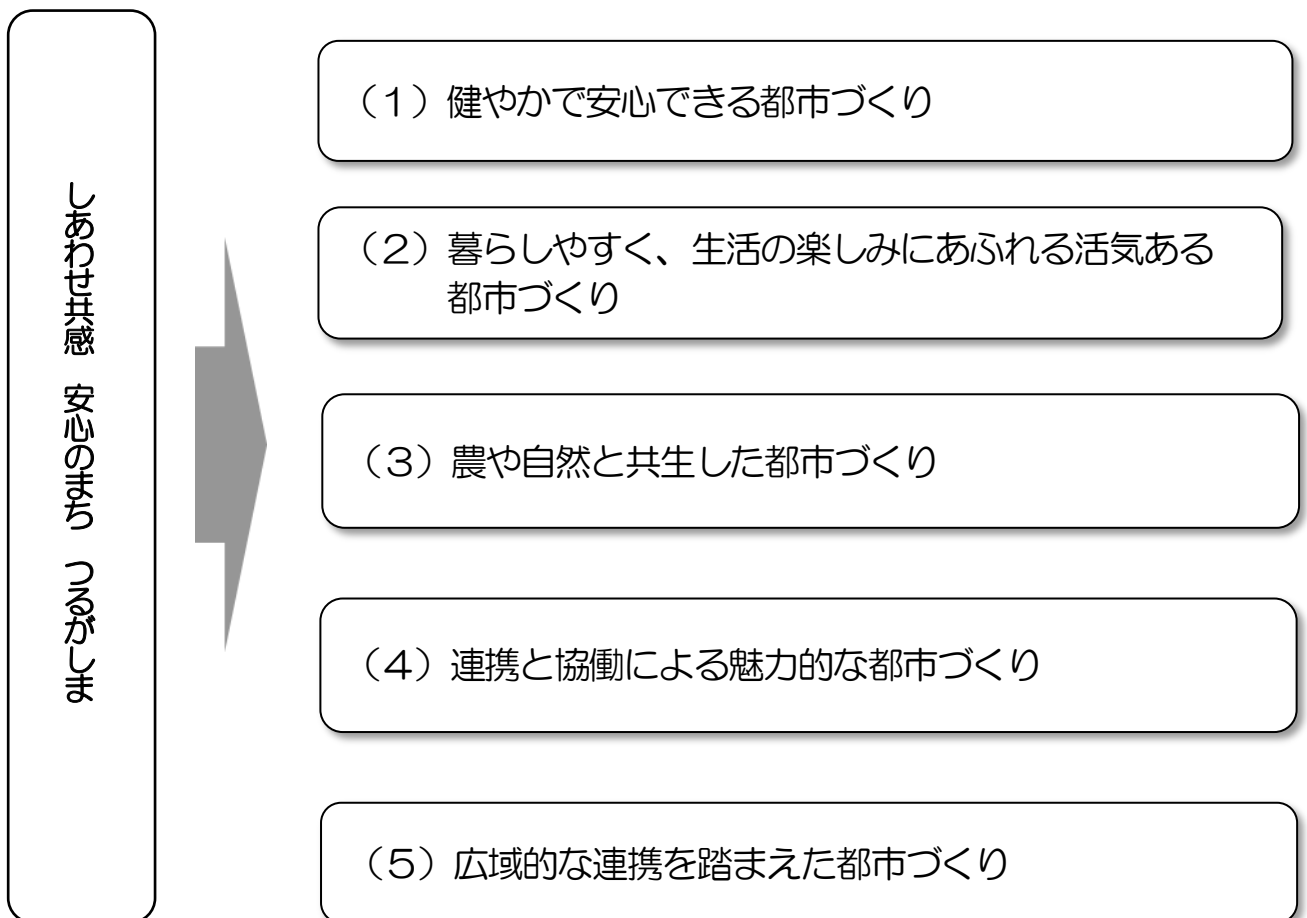 しあわせ共感　安心のまち　つるがしま
（１）健やかで安心できる都市づくり
（２）暮らしやすく、生活の楽しみにあふれる活気ある
都市づくり
（３）農や自然と共生した都市づくり
（４）連携と協働による魅力的な都市づくり
（５）広域的な連携を踏まえた都市づくり